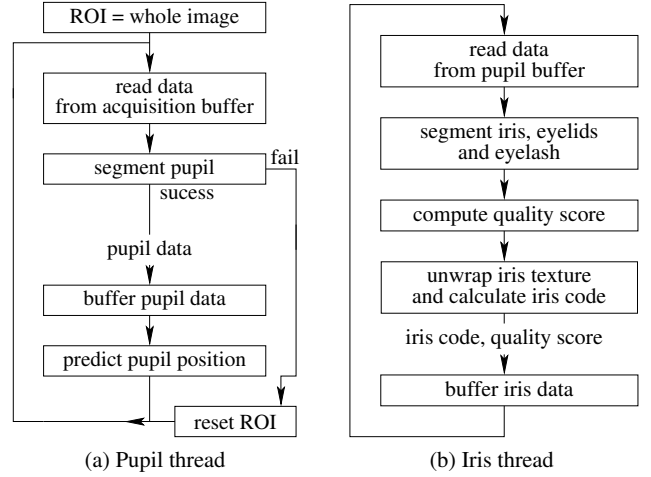 ROI = whole image
read data
from acquisition buffer
segment pupil
fail
sucess
pupil data
buffer pupil data
predict pupil position
reset ROI
(a) Pupil thread
read data
from pupil buffer
segment iris, eyelids
and eyelash
compute quality score
unwrap iris texture
and calculate iris code
iris code, quality score
buffer iris data
(b) Iris thread